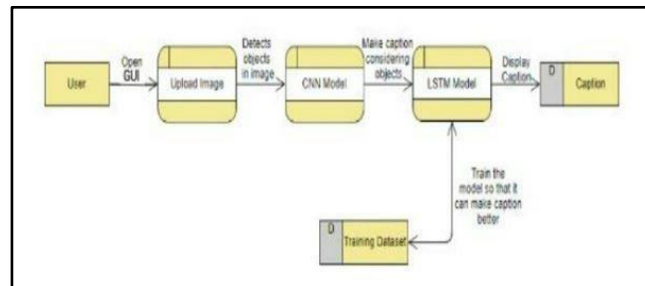 User
Open
GUI
Upload Image
Detects
objects
in image
CNN Model
Make caption
considering
objects
LSTM Model
Display
Caption
D
Caption
Train the
model so that it
can make caption
better
D
Training Dataset